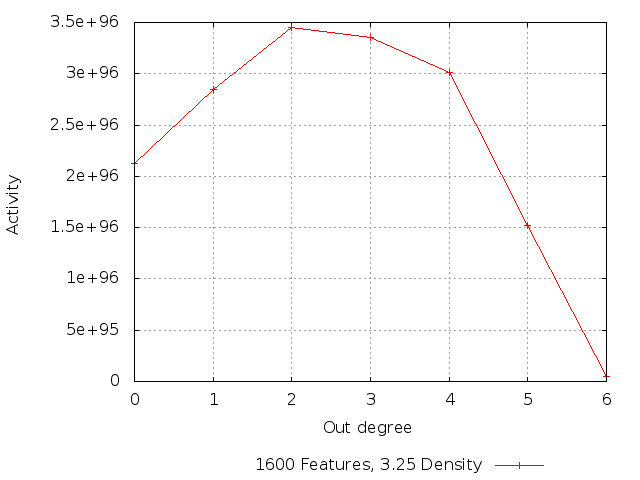 3.5e+96
3e+96
2.5e+96
2e+96
1.5e+96
1e+96
5e+95
0
Activity
0 1 2 3 4 5 6
Out degree
1600 Features, 3.25 Density